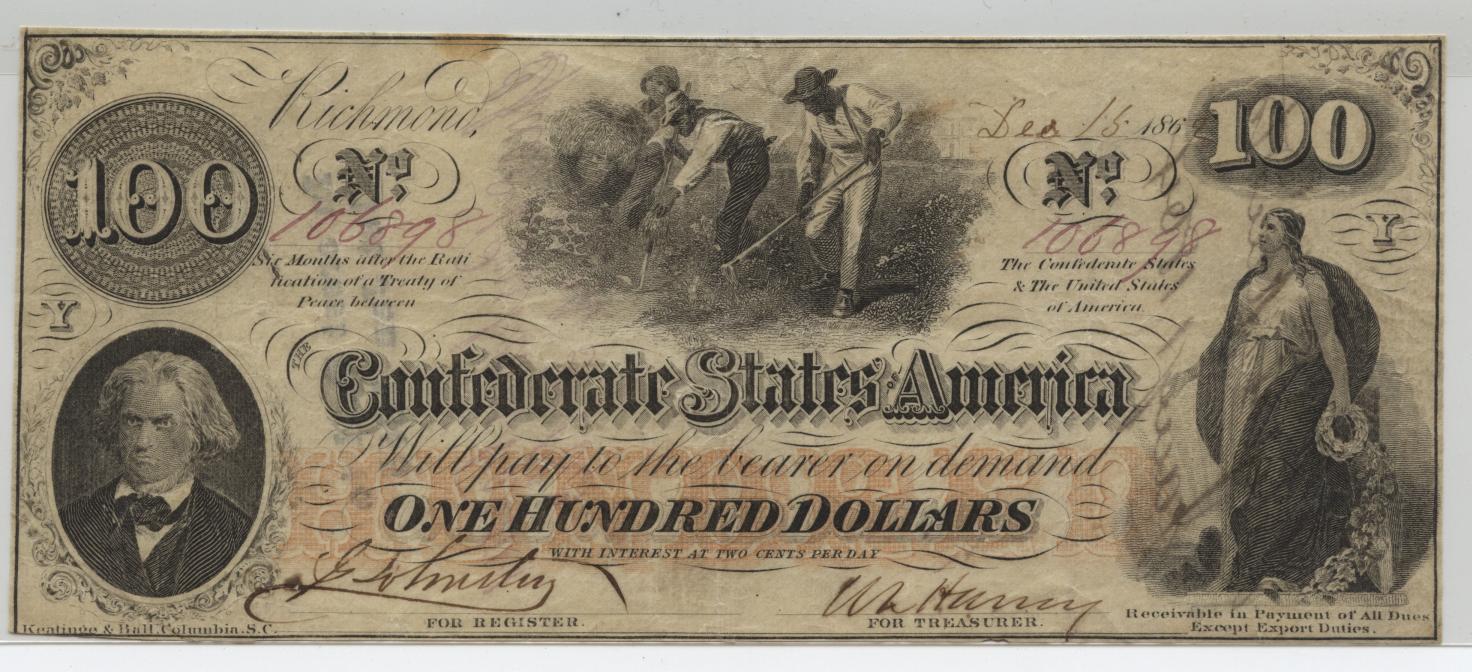 Richmond,
Dec 15 186
100
100
No
No
106898
106898
Six Months after the Rati
fication of a Treaty of
Peace between
The Confederate States
& The United States
of America.
Y
Y
THE
Confederate States America
Will pay to the bearer on demand
ONE HUNDRED DOLLARS
WITH INTEREST AT TWO CENTS PER DAY
FOR REGISTER.
FOR TREASURER.
Keatinge & Ball, Columbia, S.C.
Receivable in Payment of All Dues
Except Export Duties.